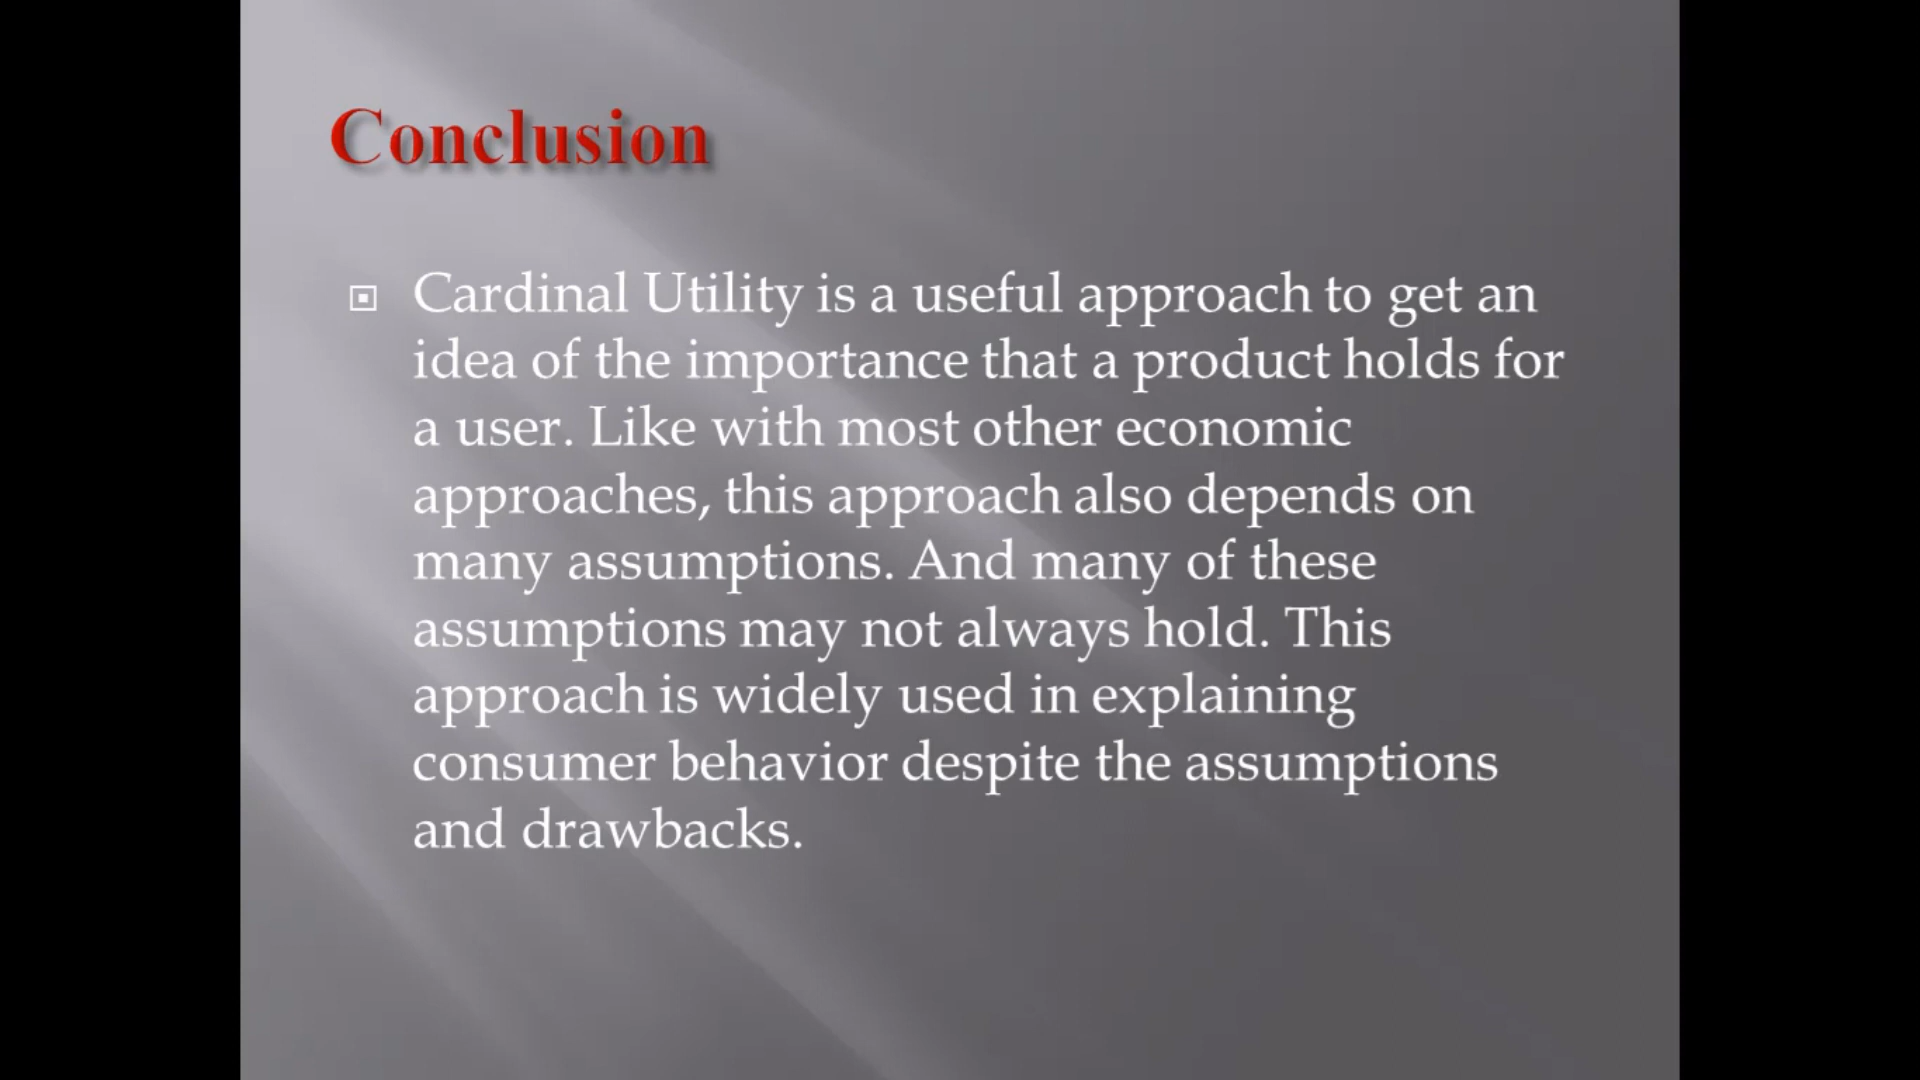 Conclusion
Cardinal Utility is a useful approach to get an
idea of the importance that a product holds for
a user. Like with most other economic
approaches, this approach also depends on
many assumptions. And many of these
assumptions may not always hold. This
approach is widely used in explaining
consumer behavior despite the assumptions
and drawbacks.